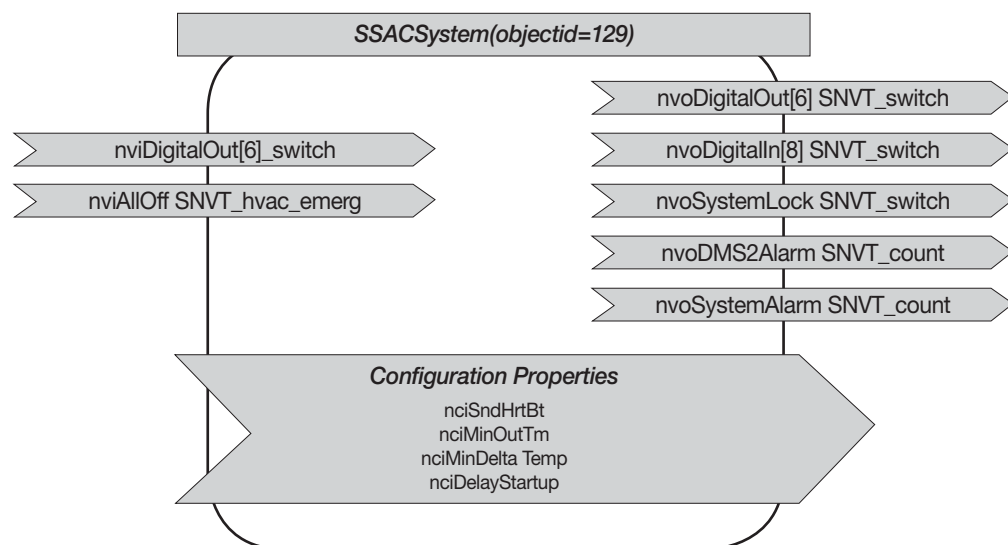 SSACSystem(objectid=129)
nviDigitalOut[6]_switch
nviAllOff SNVT_hvac_emerg
nvoDigitalOut[6] SNVT_switch
nvoDigitalIn[8] SNVT_switch
nvoSystemLock SNVT_switch
nvoDMS2Alarm SNVT_count
nvoSystemAlarm SNVT_count
Configuration Properties
nciSndHrtBt
nciMinOutTm
nciMinDelta Temp
nciDelayStartup